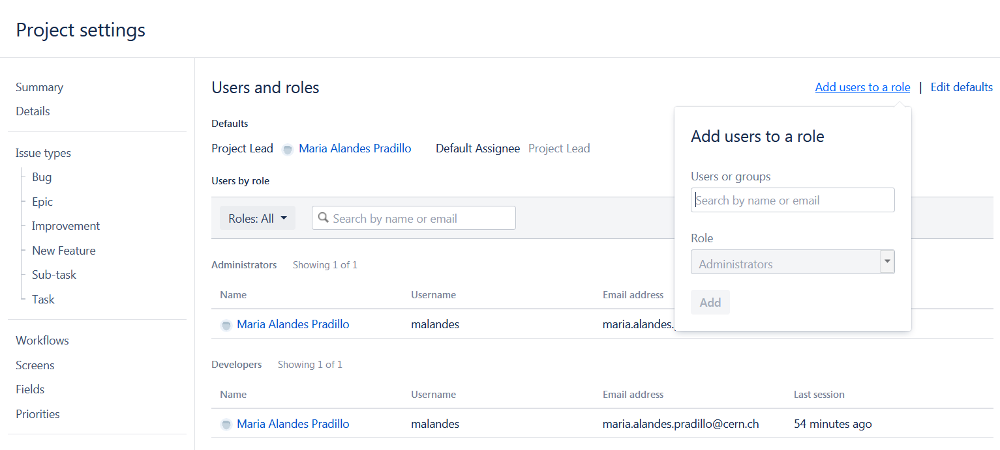 Project settings
Summary
Details
Issue types
Bug
Epic
Improvement
New Feature
Sub-task
Task
Workflows
Screens
Fields
Priorities
Users and roles
Add users to a role | Edit defaults
Defaults
Project Lead Maria Alandes Pradillo Default Assignee Project Lead
Users by role
Roles: All Search by name or email
Administrators Showing 1 of 1
Name Username Email address
Maria Alandes Pradillo malandes maria.alandes.
Developers Showing 1 of 1
Name Username Email address Last session
Maria Alandes Pradillo malandes maria.alandes.pradillo@cern.ch 54 minutes ago
Add users to a role
Users or groups
Search by name or email
Role
Administrators
Add